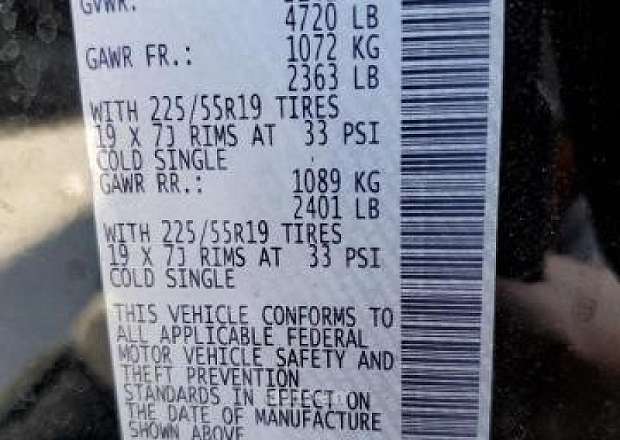 GVWR:
4720 LB
GAWR FR.: 1072 KG
2363 LB
WITH 225/55R19 TIRES
19 X 7J RIMS AT 33 PSI
COLD SINGLE
GAWR RR.: 1089 KG
2401 LB
WITH 225/55R19 TIRES
19 X 7J RIMS AT 33 PSI
COLD SINGLE
THIS VEHICLE CONFORMS TO
ALL APPLICABLE FEDERAL
MOTOR VEHICLE SAFETY AND
THEFT PREVENTION
STANDARDS IN EFFECT ON
THE DATE OF MANUFACTURE
SHOWN ABOVE